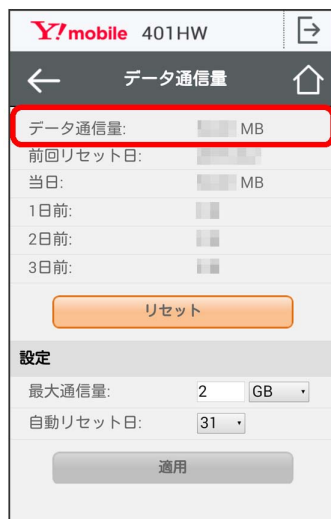 Y!mobile 401HW
データ通信量
データ通信量: MB
前回リセット日:
当日: MB
1日前:
2日前:
3日前:
リセット
設定
最大通信量: 2 GB
自動リセット日: 31
適用